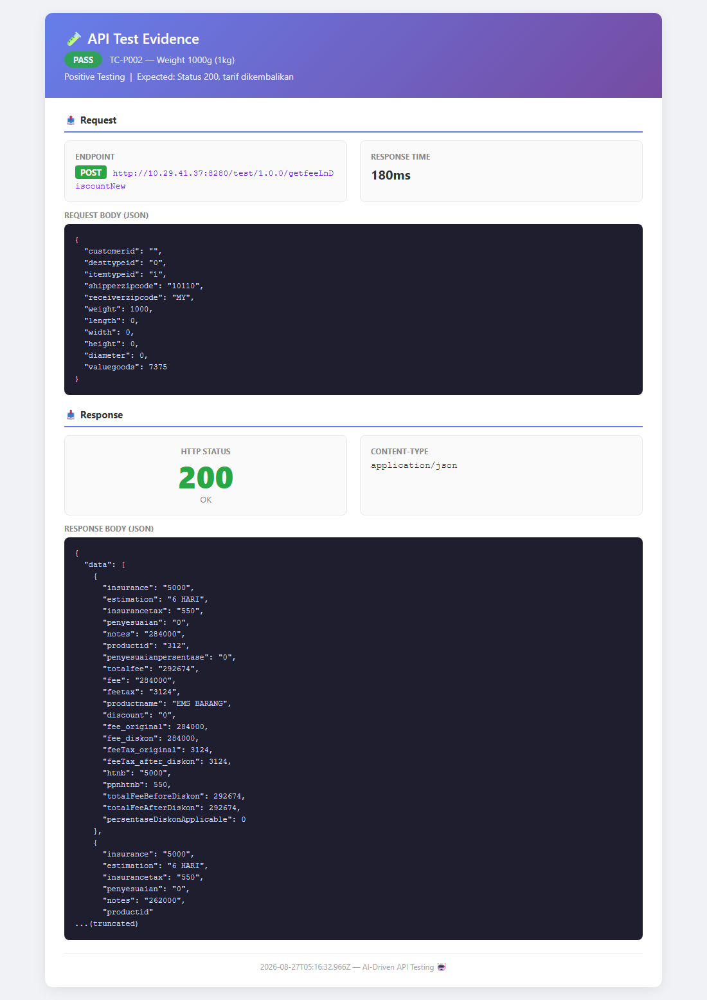 API Test Evidence
PASS TC-P002 — Weight 1000g (1kg)
Positive Testing | Expected: Status 200, tarif dikembalikan
Request
ENDPOINT
POST http://10.29.41.37:8280/test/1.0.0/getfeeLnD
iscountNew
RESPONSE TIME
180ms
REQUEST BODY (JSON)
{
  "customerid": "",
  "desttypeid": "0",
  "itemtypeid": "1",
  "shipperzipcode": "10110",
  "receiverzipcode": "MY",
  "weight": 1000,
  "length": 0,
  "width": 0,
  "height": 0,
  "diameter": 0,
  "valuegoods": 7375
}
Response
HTTP STATUS
200
OK
CONTENT-TYPE
application/json
RESPONSE BODY (JSON)
{
  "data": [
    {
      "insurance": "5000",
      "estimation": "6 HARI",
      "insurancetax": "550",
      "penyesuaian": "0",
      "notes": "284000",
      "productid": "312",
      "penyesuaianpersentase": "0",
      "totalfee": "292674",
      "fee": "284000",
      "feetax": "3124",
      "productname": "EMS BARANG",
      "discount": "0",
      "fee_original": 284000,
      "fee_diskon": 284000,
      "feeTax_original": 3124,
      "feeTax_after_diskon": 3124,
      "htnb": "5000",
      "ppnhtnb": 550,
      "totalFeeBeforeDiskon": 292674,
      "totalFeeAfterDiskon": 292674,
      "persentaseDiskonApplicable": 0
    },
    {
      "insurance": "5000",
      "estimation": "6 HARI",
      "insurancetax": "550",
      "penyesuaian": "0",
      "notes": "262000",
      "productid"
...(truncated)
2026-08-27T05:16:32.966Z — AI-Driven API Testing